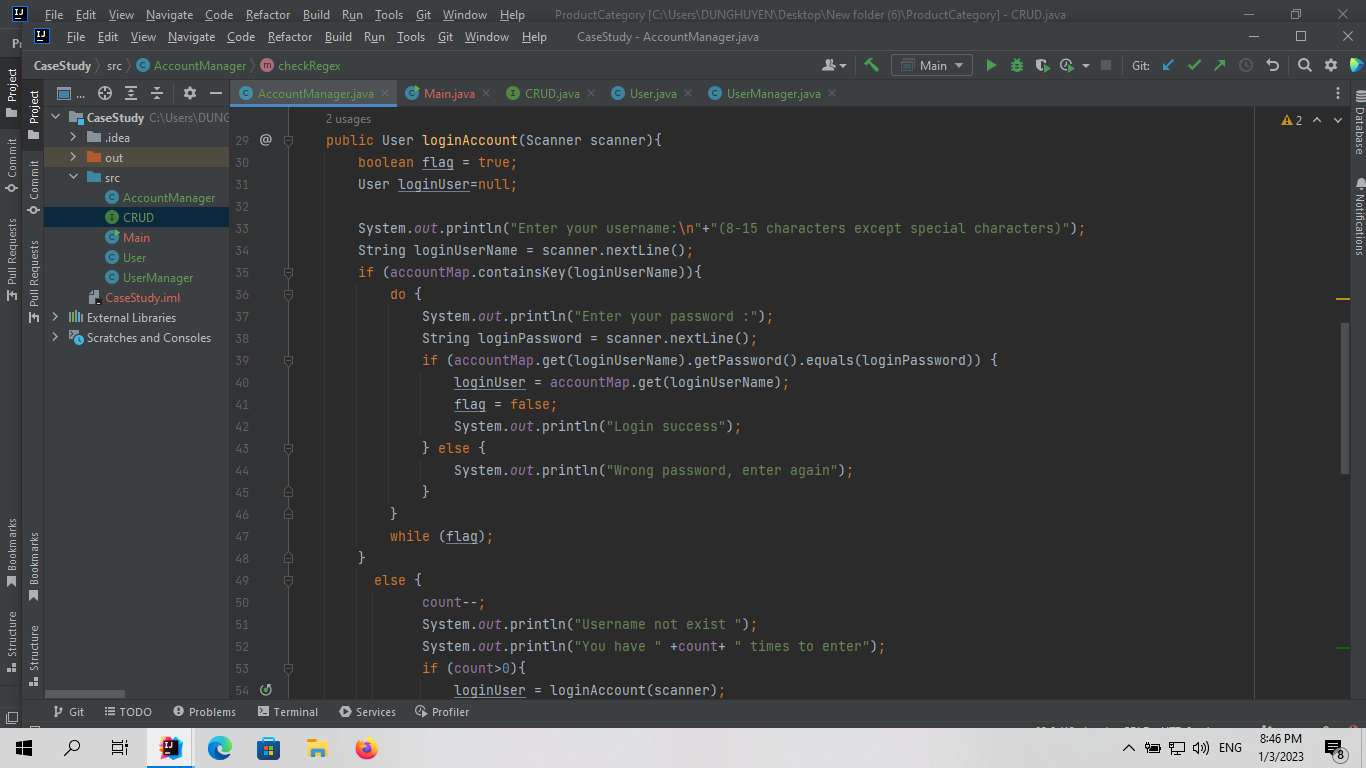 File Edit View Navigate Code Refactor Build Run Tools Git Window Help ProductCategory [C:\Users\DUNGHUYEN\Desktop\New folder (6)\ProductCategory] - CRUD.java
File Edit View Navigate Code Refactor Build Run Tools Git Window Help CaseStudy - AccountManager.java
CaseStudy src AccountManager checkRegex Main Git:
... AccountManager.java Main.java CRUD.java User.java UserManager.java
Project
Commit
Pull Requests
Bookmarks
Structure
Project
Commit
Pull Requests
Bookmarks
Structure
CaseStudy C:\Users\DUNG
.idea
out
src
AccountManager
CRUD
Main
User
UserManager
CaseStudy.iml
External Libraries
Scratches and Consoles
2 usages
29 @ public User loginAccount(Scanner scanner){
30 boolean flag = true;
31 User loginUser=null;
32
33 System.out.println("Enter your username:\n"+"(8-15 characters except special characters)");
34 String loginUserName = scanner.nextLine();
35 if (accountMap.containsKey(loginUserName)){
36 do {
37 System.out.println("Enter your password :");
38 String loginPassword = scanner.nextLine();
39 if (accountMap.get(loginUserName).getPassword().equals(loginPassword)) {
40 loginUser = accountMap.get(loginUserName);
41 flag = false;
42 System.out.println("Login success");
43 } else {
44 System.out.println("Wrong password, enter again");
45 }
46 }
47 while (flag);
48 }
49 else {
50 count--;
51 System.out.println("Username not exist ");
52 System.out.println("You have " +count+ " times to enter");
53 if (count>0){
54 loginUser = loginAccount(scanner);
2
Database
Notifications
Git TODO Problems Terminal Services Profiler
ENG
8:46 PM
1/3/2023
8